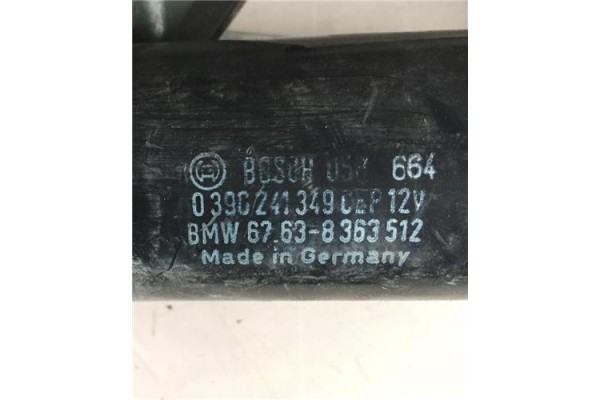 BOSCH 664
0 390 241 349 CEP 12V
BMW 67.63-8 363 512
Made in Germany